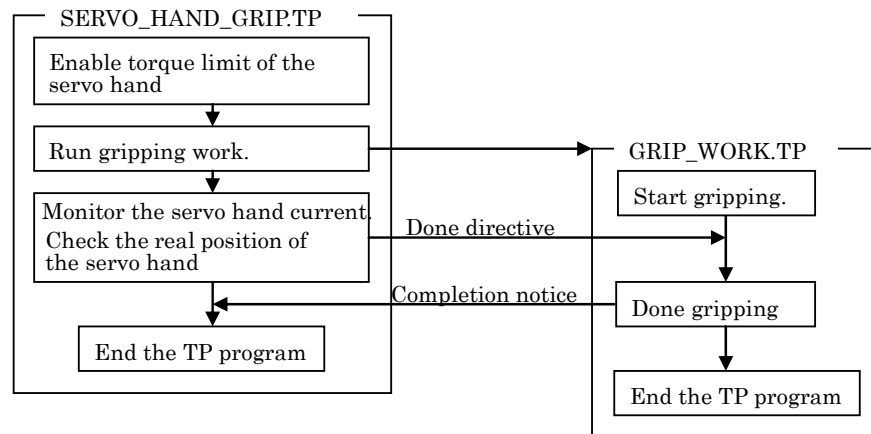 SERVO_HAND_GRIP.TP
Enable torque limit of the
servo hand
Run gripping work.
Monitor the servo hand current.
Check the real position of
the servo hand
End the TP program
Done directive
Completion notice
GRIP_WORK.TP
Start gripping.
Done gripping
End the TP program